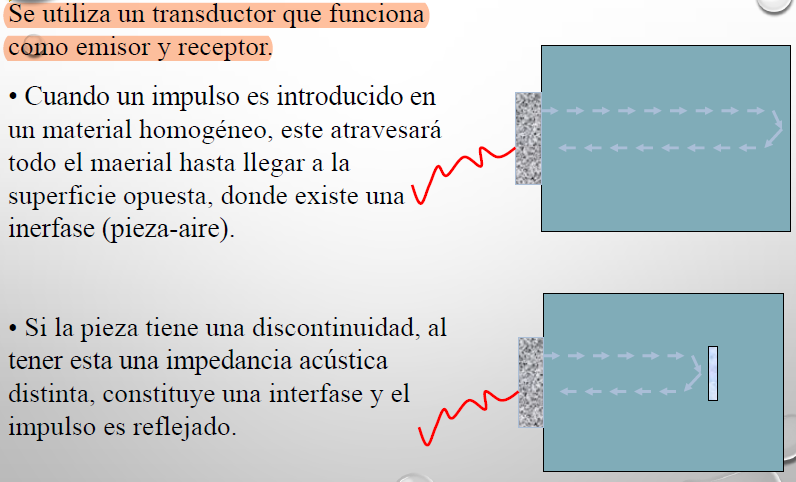 Se utiliza un transductor que funciona
como emisor y receptor.
• Cuando un impulso es introducido en
un material homogéneo, este atravesará
todo el maerial hasta llegar a la
superficie opuesta, donde existe una
inerfase (pieza-aire).
• Si la pieza tiene una discontinuidad, al
tener esta una impedancia acústica
distinta, constituye una interfase y el
impulso es reflejado.